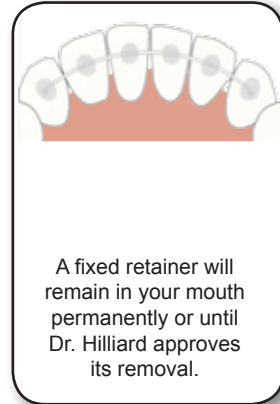 A fixed retainer will
remain in your mouth
permanently or until
Dr. Hilliard approves
its removal.